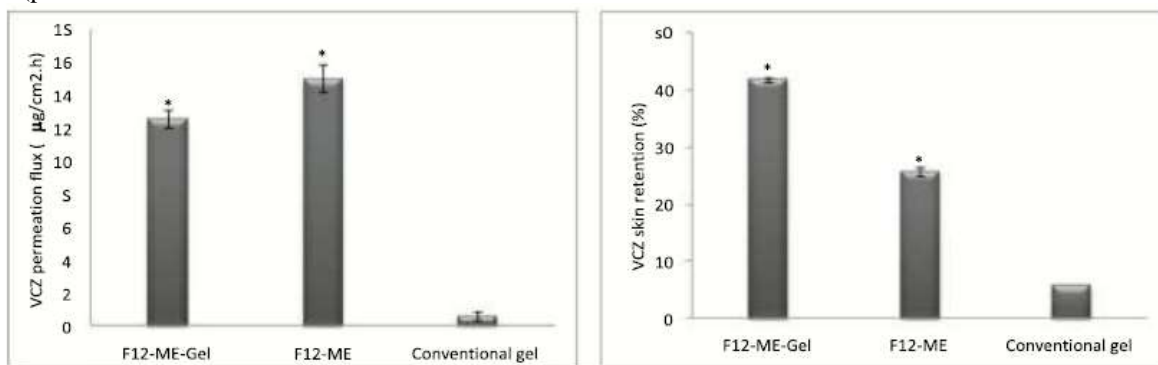 1S
16
14
12
10
S
6
4
2
0
VCZ permeation flux ( µg/cm2.h)
*
*
F12-ME-Gel F12-ME Conventional gel
s0
40
30
20
10
0
VCZ skin retention (%)
*
*
F12-ME-Gel F12-ME Conventional gel